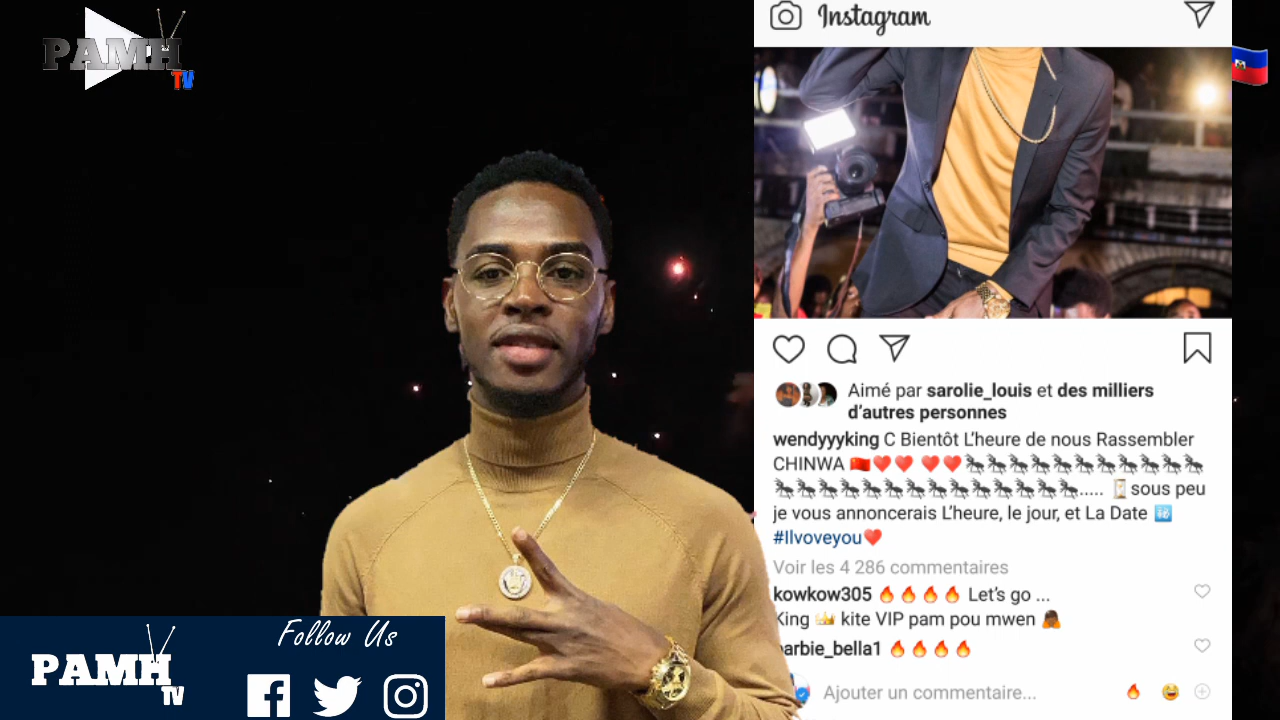 PAMH
TV
Instagram
Aimé par sarolie_louis et des milliers
d'autres personnes
wendyyyking C Bientôt L'heure de nous Rassembler
CHINWA 🇨🇳❤️❤️ ❤️❤️🐜🐜🐜🐜🐜🐜🐜🐜🐜🐜🐜
🐜🐜🐜🐜🐜🐜🐜🐜🐜🐜🐜🐜🐜🐜..... ⏳sous peu
je vous annoncerais L'heure, le jour, et La Date
#Ilvoveyou❤️
Voir les 4 286 commentaires
kowkow305 🔥🔥🔥🔥 Let's go ...
King 👑 kite VIP pam pou mwen 🙇🏾
barbie_bella1 🔥🔥🔥🔥
Ajouter un commentaire... 🔥 😂
Follow Us
PAMH
TV